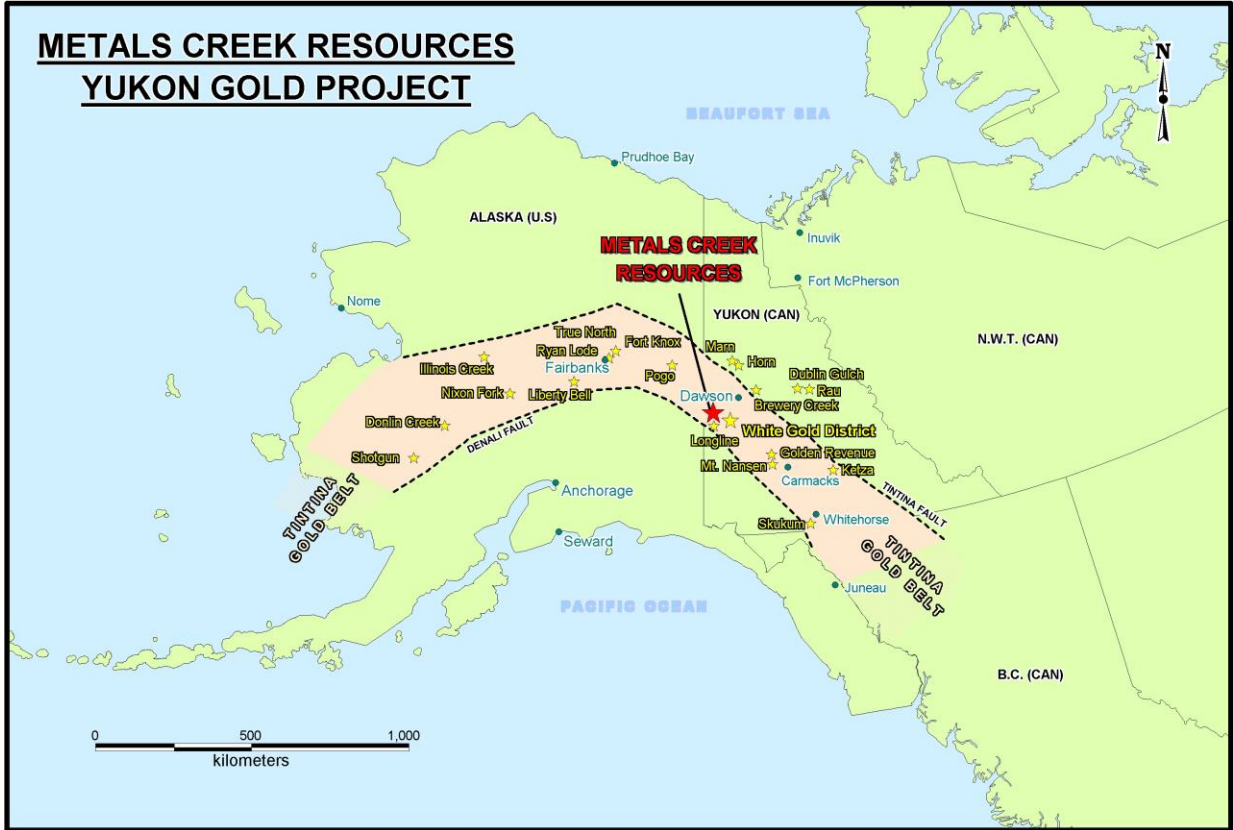 METALS CREEK RESOURCES
YUKON GOLD PROJECT
N
BEAUFORT SEA
Prudhoe Bay
ALASKA (U.S)
Inuvik
METALS CREEK
RESOURCES
Fort McPherson
Nome
YUKON (CAN)
N.W.T. (CAN)
True North
Fort Knox
Marn
Ryan Lode
Horn
Illinois Creek
Fairbanks
Pogo
Dublin Gulch
Nixon Fork
Liberty Bell
Rau
Dawson
Brewery Creek
Donlin Creek
DENALI FAULT
White Gold District
Longline
Shotgun
Golden Revenue
Mt. Nansen
Ketza
Carmacks
TINTINA
GOLD BELT
Anchorage
TINTINA FAULT
Skukum
Whitehorse
Seward
TINTINA
GOLD BELT
Juneau
PACIFIC OCEAN
B.C. (CAN)
0 500 1,000
kilometers